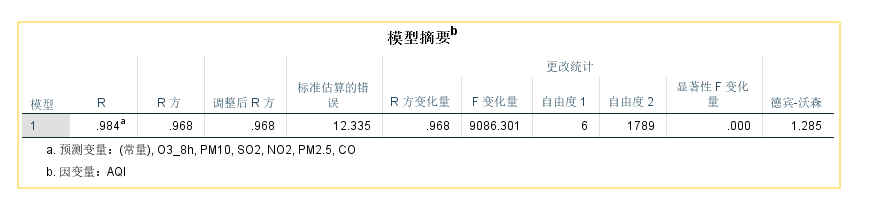 模型摘要b
更改统计
模型 R R 方 调整后 R 方 标准估算的错误 R 方变化量 F 变化量 自由度 1 自由度 2 显著性 F 变化量 德宾-沃森
1 .984a .968 .968 12.335 .968 9086.301 6 1789 .000 1.285
a. 预测变量：(常量), O3_8h, PM10, SO2, NO2, PM2.5, CO
b. 因变量：AQI